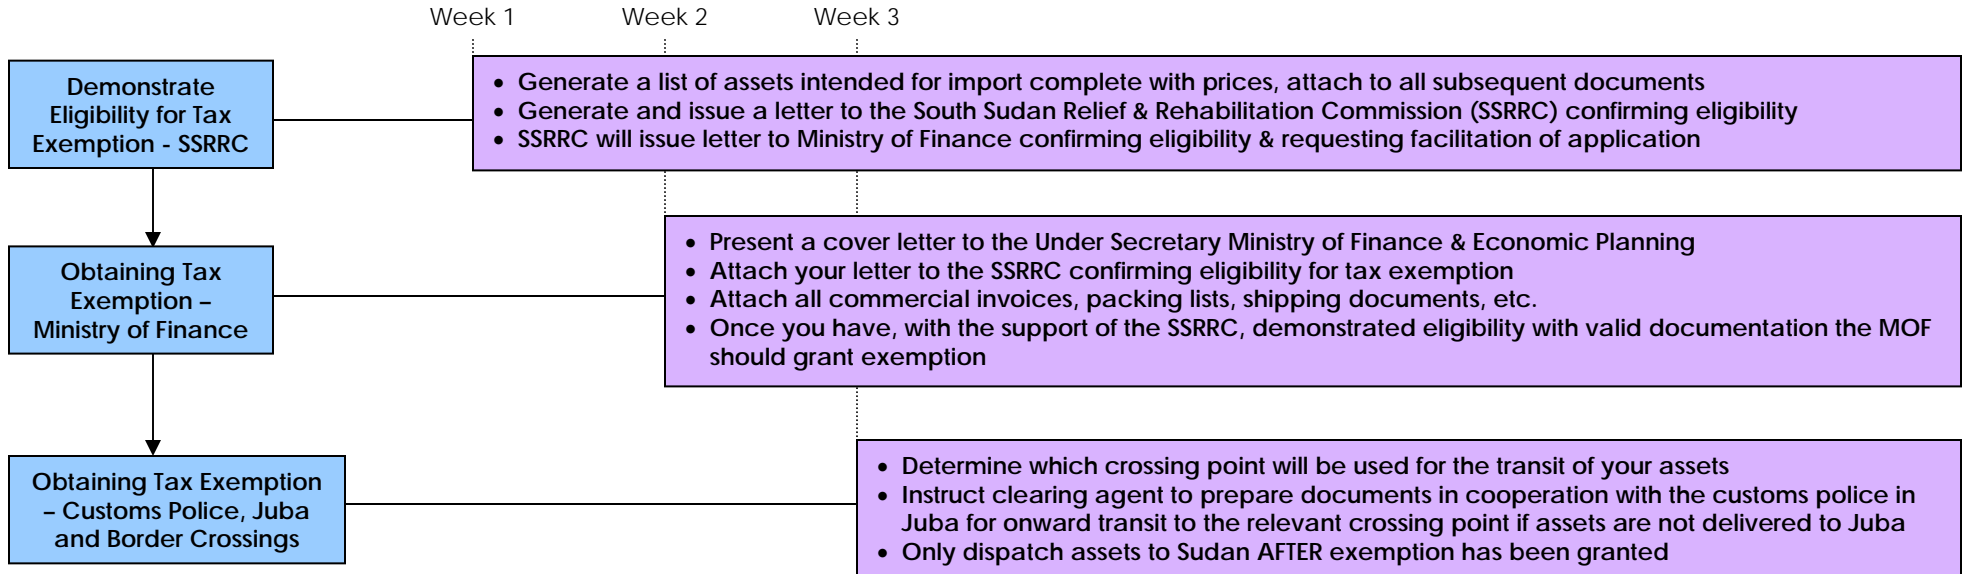 Week 1 Week 2 Week 3
Demonstrate
Eligibility for Tax
Exemption - SSRRC
• Generate a list of assets intended for import complete with prices, attach to all subsequent documents
• Generate and issue a letter to the South Sudan Relief & Rehabilitation Commission (SSRRC) confirming eligibility
• SSRRC will issue letter to Ministry of Finance confirming eligibility & requesting facilitation of application
Obtaining Tax
Exemption –
Ministry of Finance
• Present a cover letter to the Under Secretary Ministry of Finance & Economic Planning
• Attach your letter to the SSRRC confirming eligibility for tax exemption
• Attach all commercial invoices, packing lists, shipping documents, etc.
• Once you have, with the support of the SSRRC, demonstrated eligibility with valid documentation the MOF
should grant exemption
Obtaining Tax Exemption
– Customs Police, Juba
and Border Crossings
• Determine which crossing point will be used for the transit of your assets
• Instruct clearing agent to prepare documents in cooperation with the customs police in
Juba for onward transit to the relevant crossing point if assets are not delivered to Juba
• Only dispatch assets to Sudan AFTER exemption has been granted